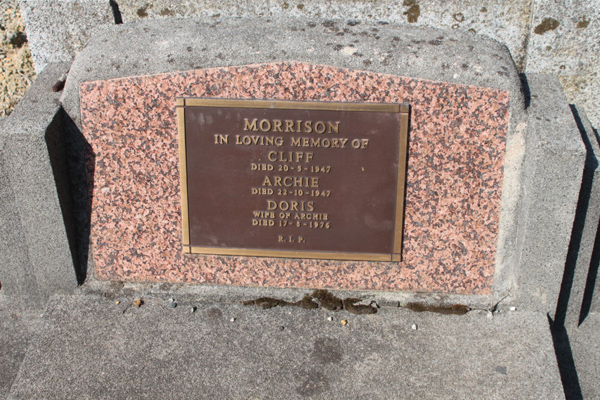 MORRISON
IN LOVING MEMORY OF
CLIFF
DIED 20-5-1947
ARCHIE
DIED 22-10-1947
DORIS
WIFE OF ARCHIE
DIED 17-8-1976
R.I.P.